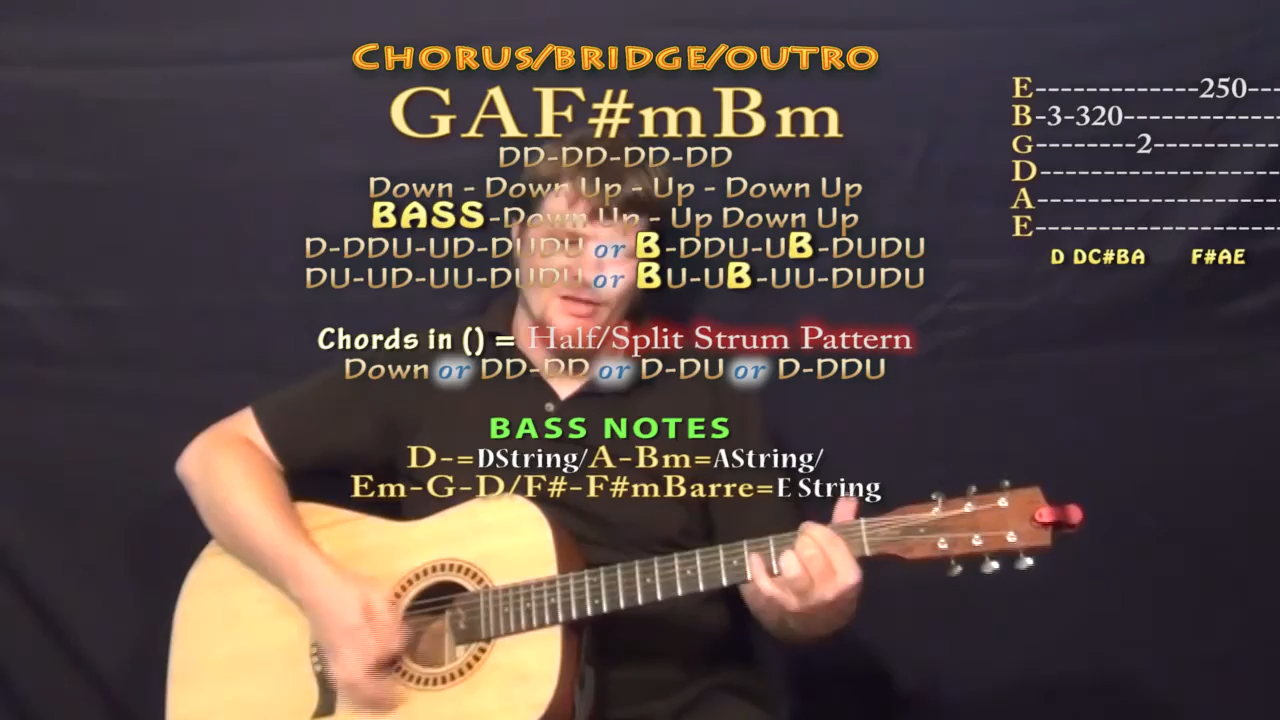 CHORUS/BRIDGE/OUTRO
GAF#mBm
DD-DD-DD-DD
Down - Down Up - Up - Down Up
BASS-Down Up - Up Down Up
D-DDU-UD-DUDU or B-DDU-UB-DUDU
DU-UD-UU-DUDU or BU-UB-UU-DUDU
Chords in () = Half/Split Strum Pattern
Down or DD-DD or D-DU or D-DDU
BASS NOTES
D-=DString/A-Bm=AString/
Em-G-D/F#-F#mBarre=E String
E-------------250---
B-3-320-------------
G--------2----------
D-------------------
A-------------------
E-------------------
D DC#BA F#AE